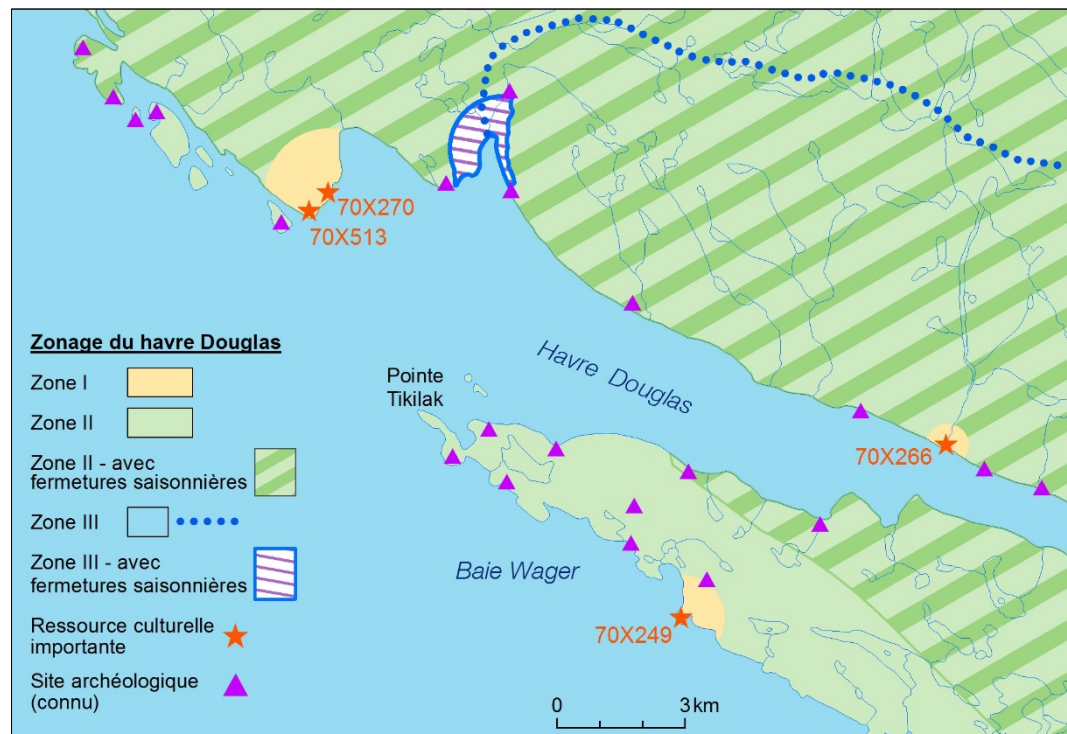 70X270
70X513
Zonage du havre Douglas
Zone I
Zone II
Zone II - avec
fermetures saisonnières
Zone III
Zone III - avec
fermetures saisonnières
Ressource culturelle
importante
Site archéologique
(connu)
Pointe
Tikilak
Havre Douglas
70X266
Baie Wager
70X249
0 3 km